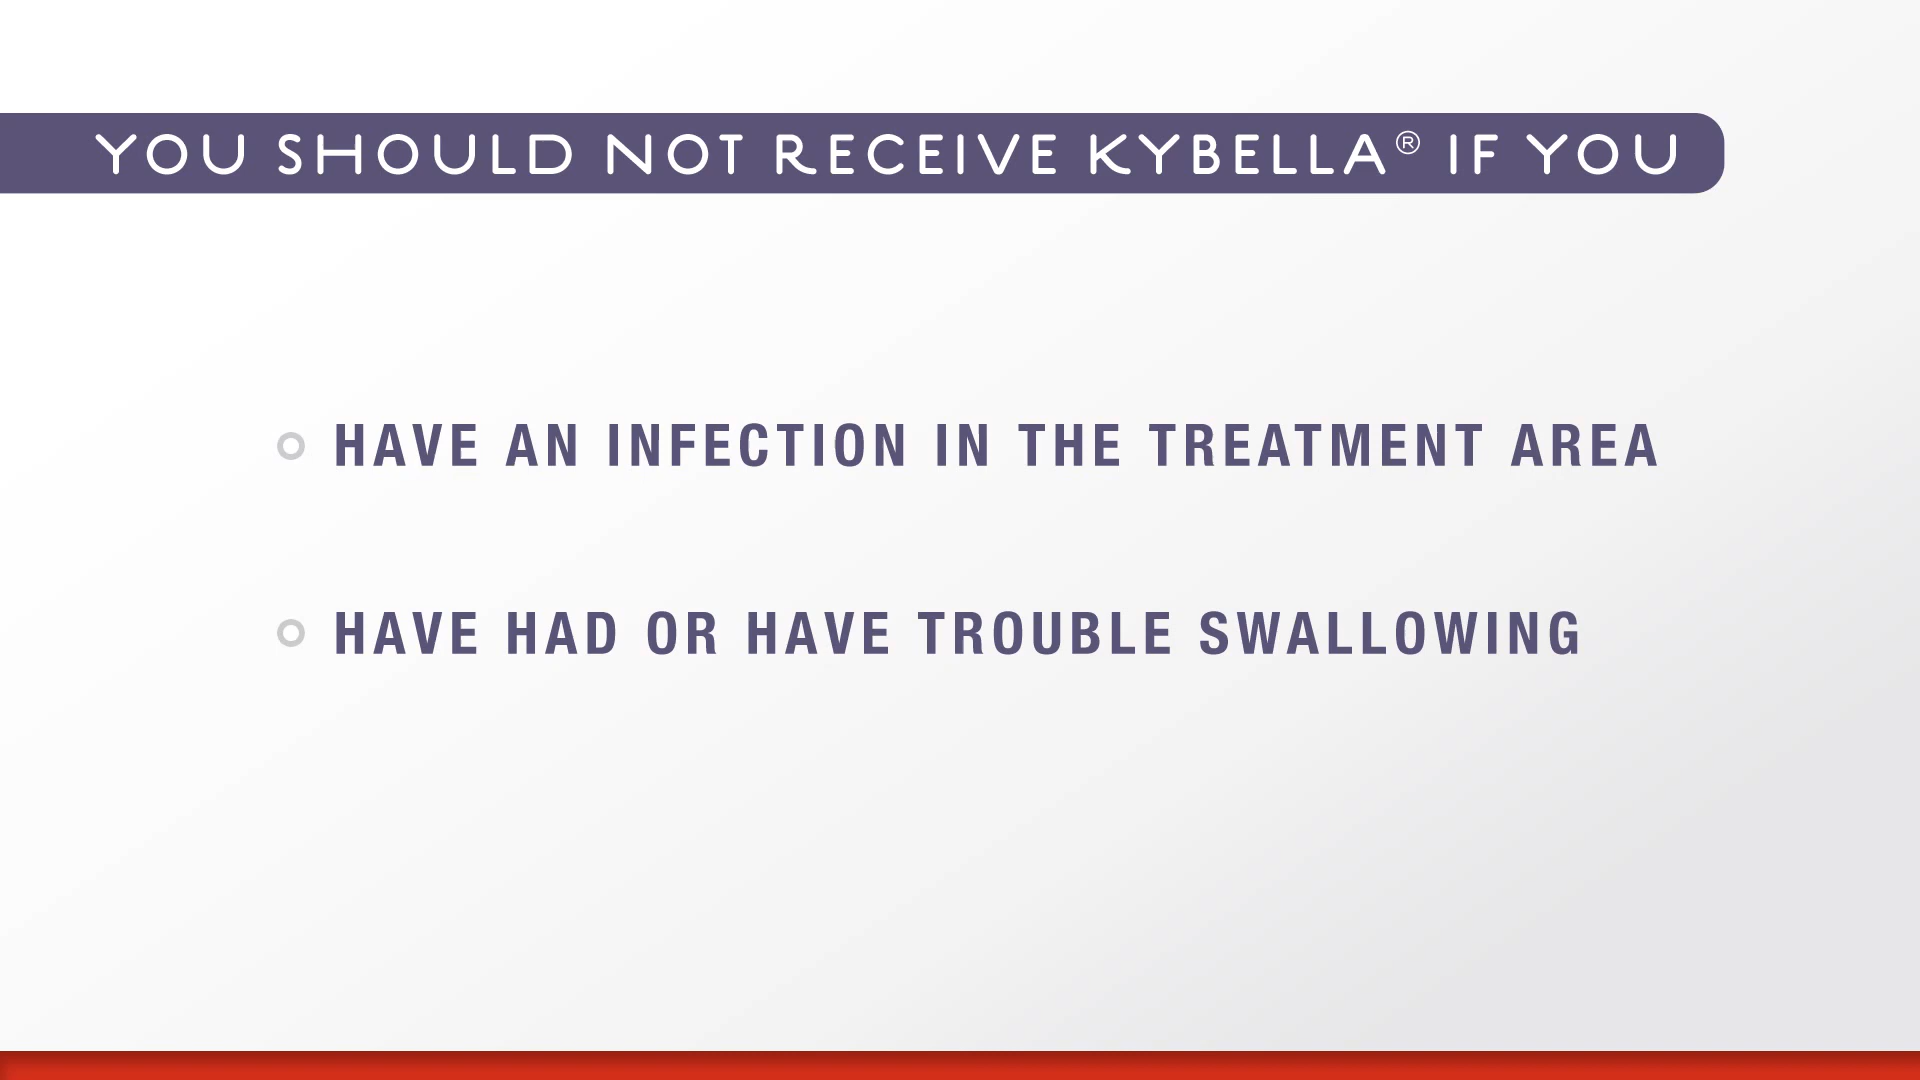 YOU SHOULD NOT RECEIVE KYBELLA® IF YOU
HAVE AN INFECTION IN THE TREATMENT AREA
HAVE HAD OR HAVE TROUBLE SWALLOWING